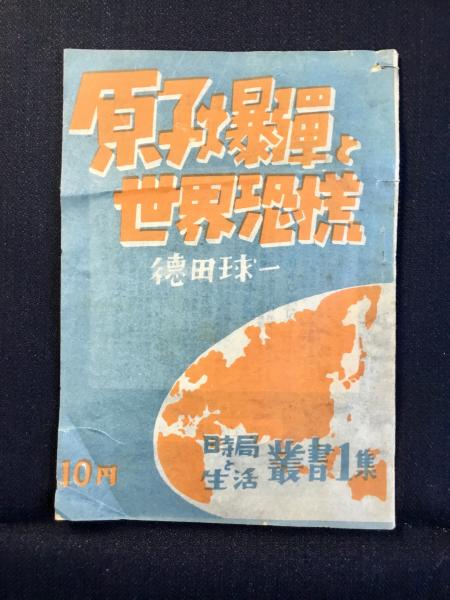 原子爆彈と
世界恐慌
德田球一
時局と生活 叢書1集
10円